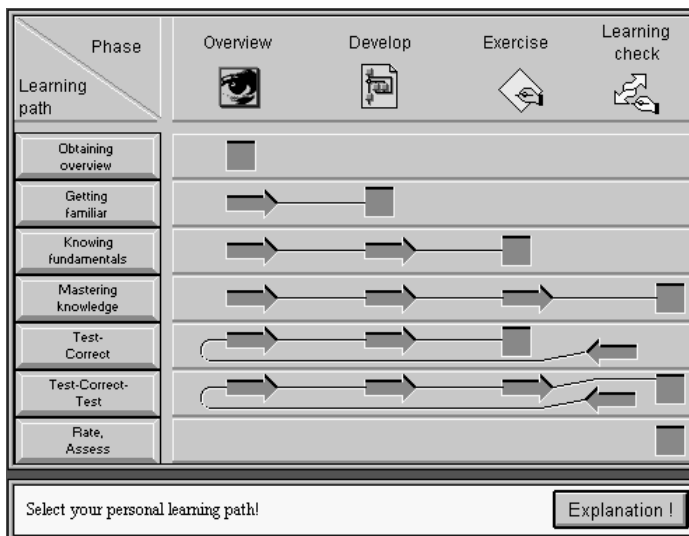 Phase
Learning
path
Overview
Develop
Exercise
Learning
check
Obtaining
overview
Getting
familiar
Knowing
fundamentals
Mastering
knowledge
Test-
Correct
Test-Correct-
Test
Rate,
Assess
Select your personal learning path!
Explanation !